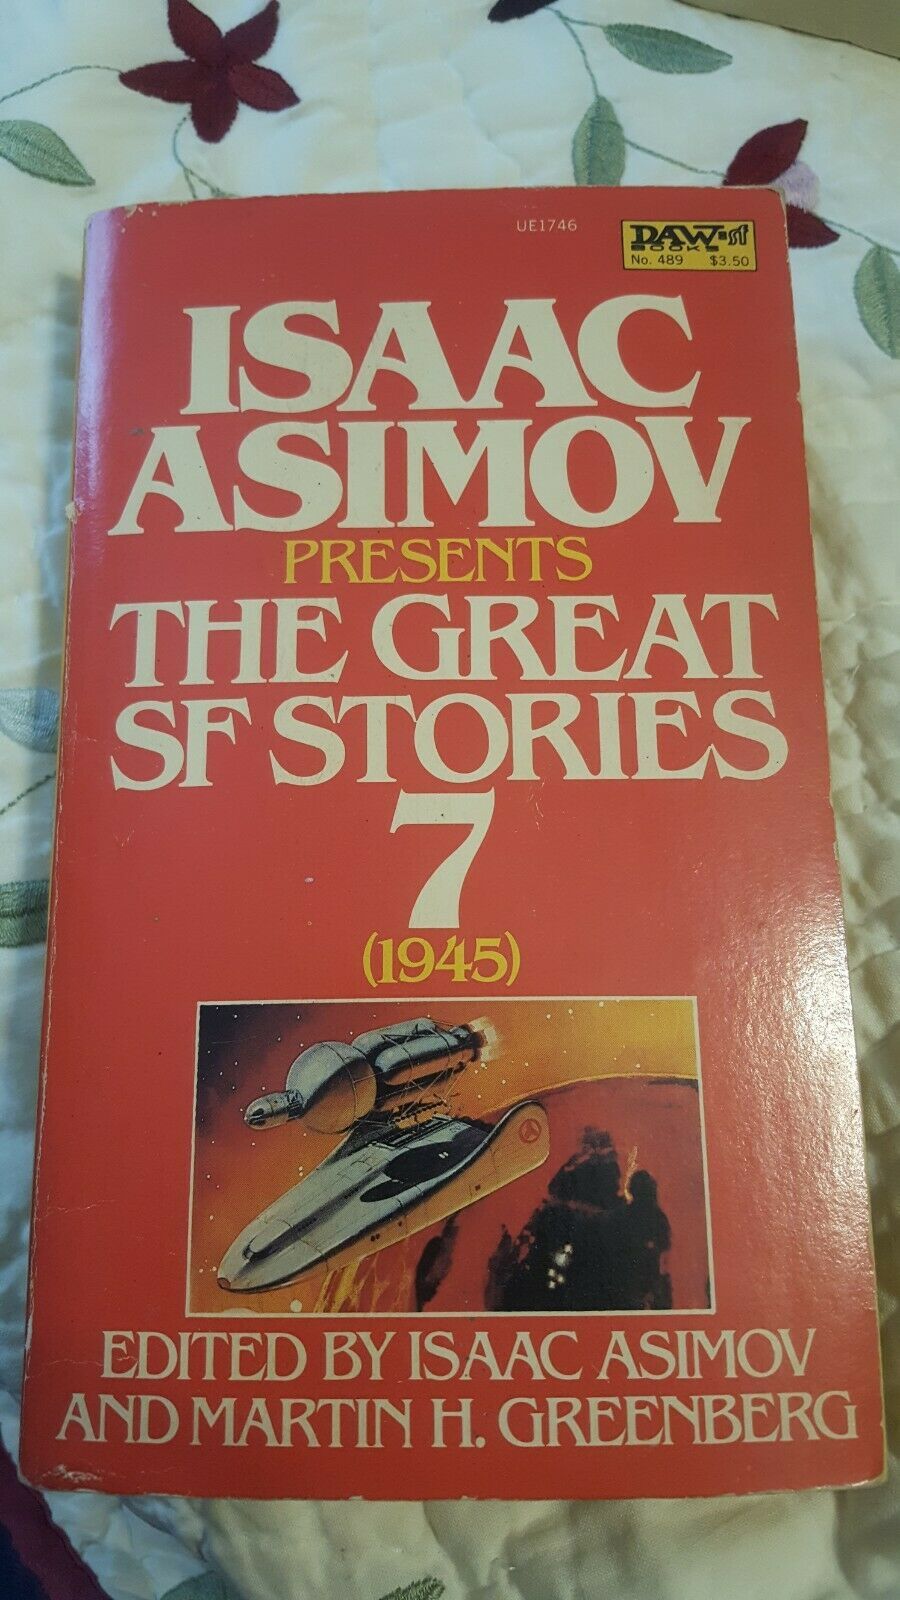 UE1746
DAW sf
BOOKS
No. 489 $3.50
ISAAC
ASIMOV
PRESENTS
THE GREAT
SF STORIES
7
(1945)
EDITED BY ISAAC ASIMOV
AND MARTIN H. GREENBERG